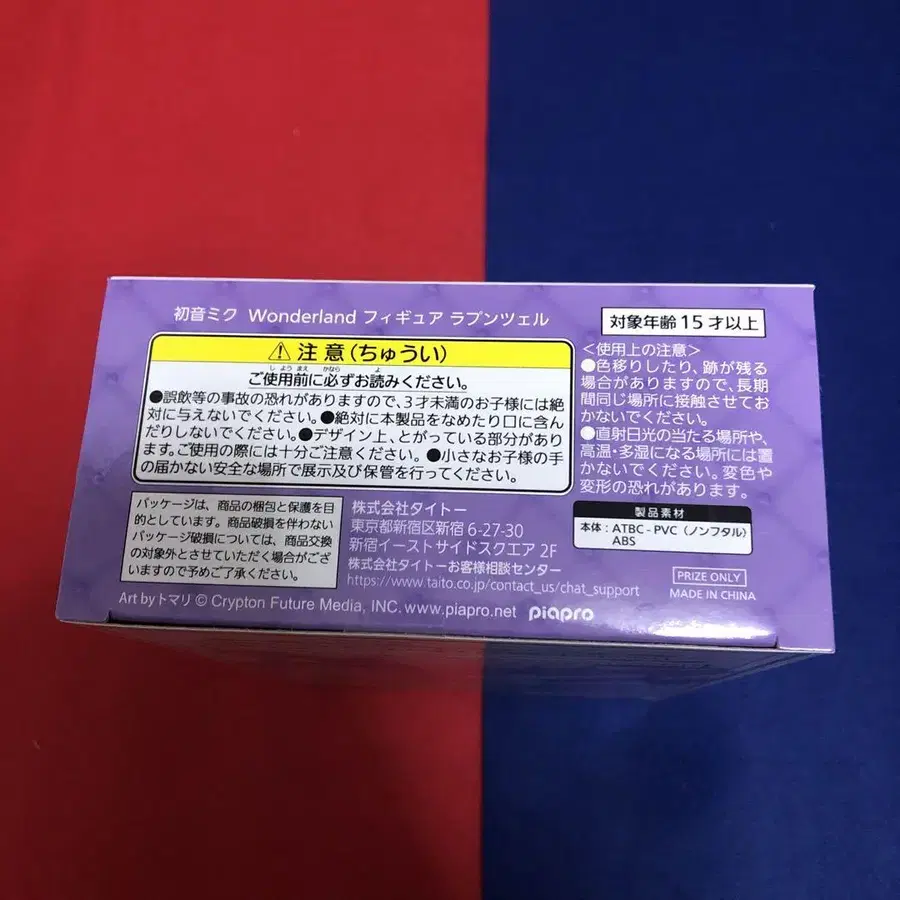 初音ミク Wonderland フィギュア ラプンツェル
対象年齢15才以上
⚠注意(ちゅうい)
ご使用前に必ずお読みください。
しようまえ かなら よ
●誤飲等の事故の恐れがありますので、3才未満のお子様には絶
対に与えないでください。●絶対に本製品をなめたり口に含ん
だりしないでください。●デザイン上、とがっている部分があり
ます。ご使用の際には十分ご注意ください。●小さなお子様の手
の届かない安全な場所で展示及び保管を行ってください。
<使用上の注意>
●色移りしたり、跡が残る
場合がありますので、長期
間同じ場所に接触させてお
かないでください。
●直射日光の当たる場所や、
高温・多湿になる場所には置
かないでください。変色や
変形の恐れがあります。
パッケージは、商品の梱包と保護を目
的としています。商品破損を伴わない
パッケージ破損については、商品交換
の対象外とさせていただく場合がござ
いますので予めご了承ください。
株式会社タイトー
東京都新宿区新宿6-27-30
新宿イーストサイドスクエア 2F
株式会社タイトーお客様相談センター
https://www.taito.co.jp/contact_us/chat_support
製品素材
本体:ATBC-PVC(ノンフタル)
ABS
PRIZE ONLY
MADE IN CHINA
Art by トマリ © Crypton Future Media, INC. www.piapro.net piapro